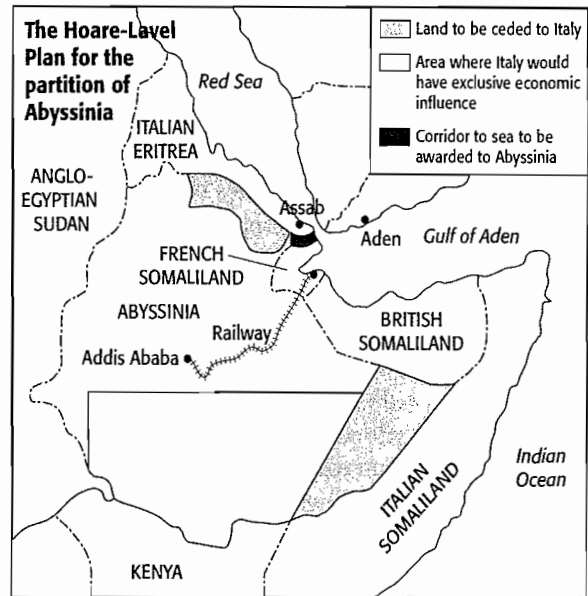 The Hoare-Lavel
Plan for the
partition of
Abyssinia
Land to be ceded to Italy
Area where Italy would
have exclusive economic
influence
Corridor to sea to be
awarded to Abyssinia
Red Sea
ITALIAN
ERITREA
ANGLO-
EGYPTIAN
SUDAN
Assab
Aden
Gulf of Aden
FRENCH
SOMALILAND
ABYSSINIA
Railway
BRITISH
SOMALILAND
Addis Ababa
ITALIAN
SOMALILAND
Indian
Ocean
KENYA